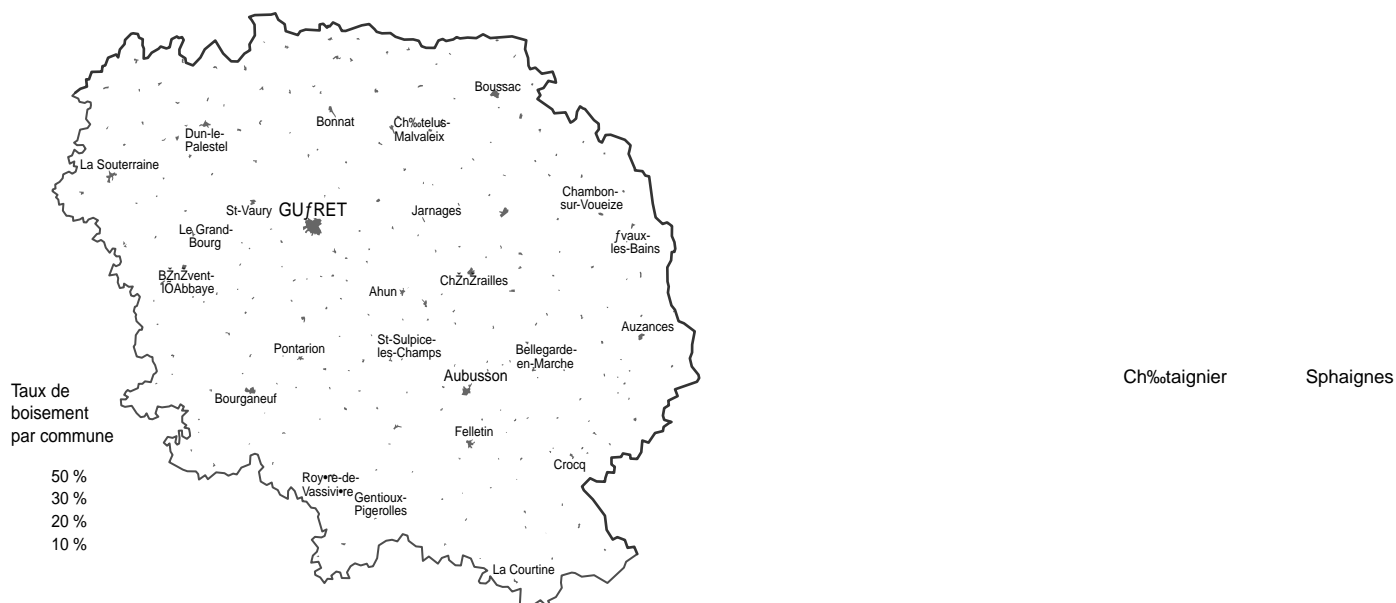 Boussac
Bonnat
Ch‰telus-
Malvaleix
Dun-le-
Palestel
La Souterraine
Chambon-
sur-Voueize
St-Vaury
GUƒRET
Jarnages
Le Grand-
Bourg
ƒvaux-
les-Bains
BŽnŽvent-
lÕAbbaye
ChŽnŽrailles
Ahun
Auzances
St-Sulpice-
les-Champs
Pontarion
Bellegarde-
en-Marche
Aubusson
Ch‰taignier
Sphaignes
Taux de
boisement
par commune
Bourganeuf
Felletin
Crocq
50 %
30 %
20 %
10 %
Roy•re-de-
Vassivi•re
Gentioux-
Pigerolles
La Courtine